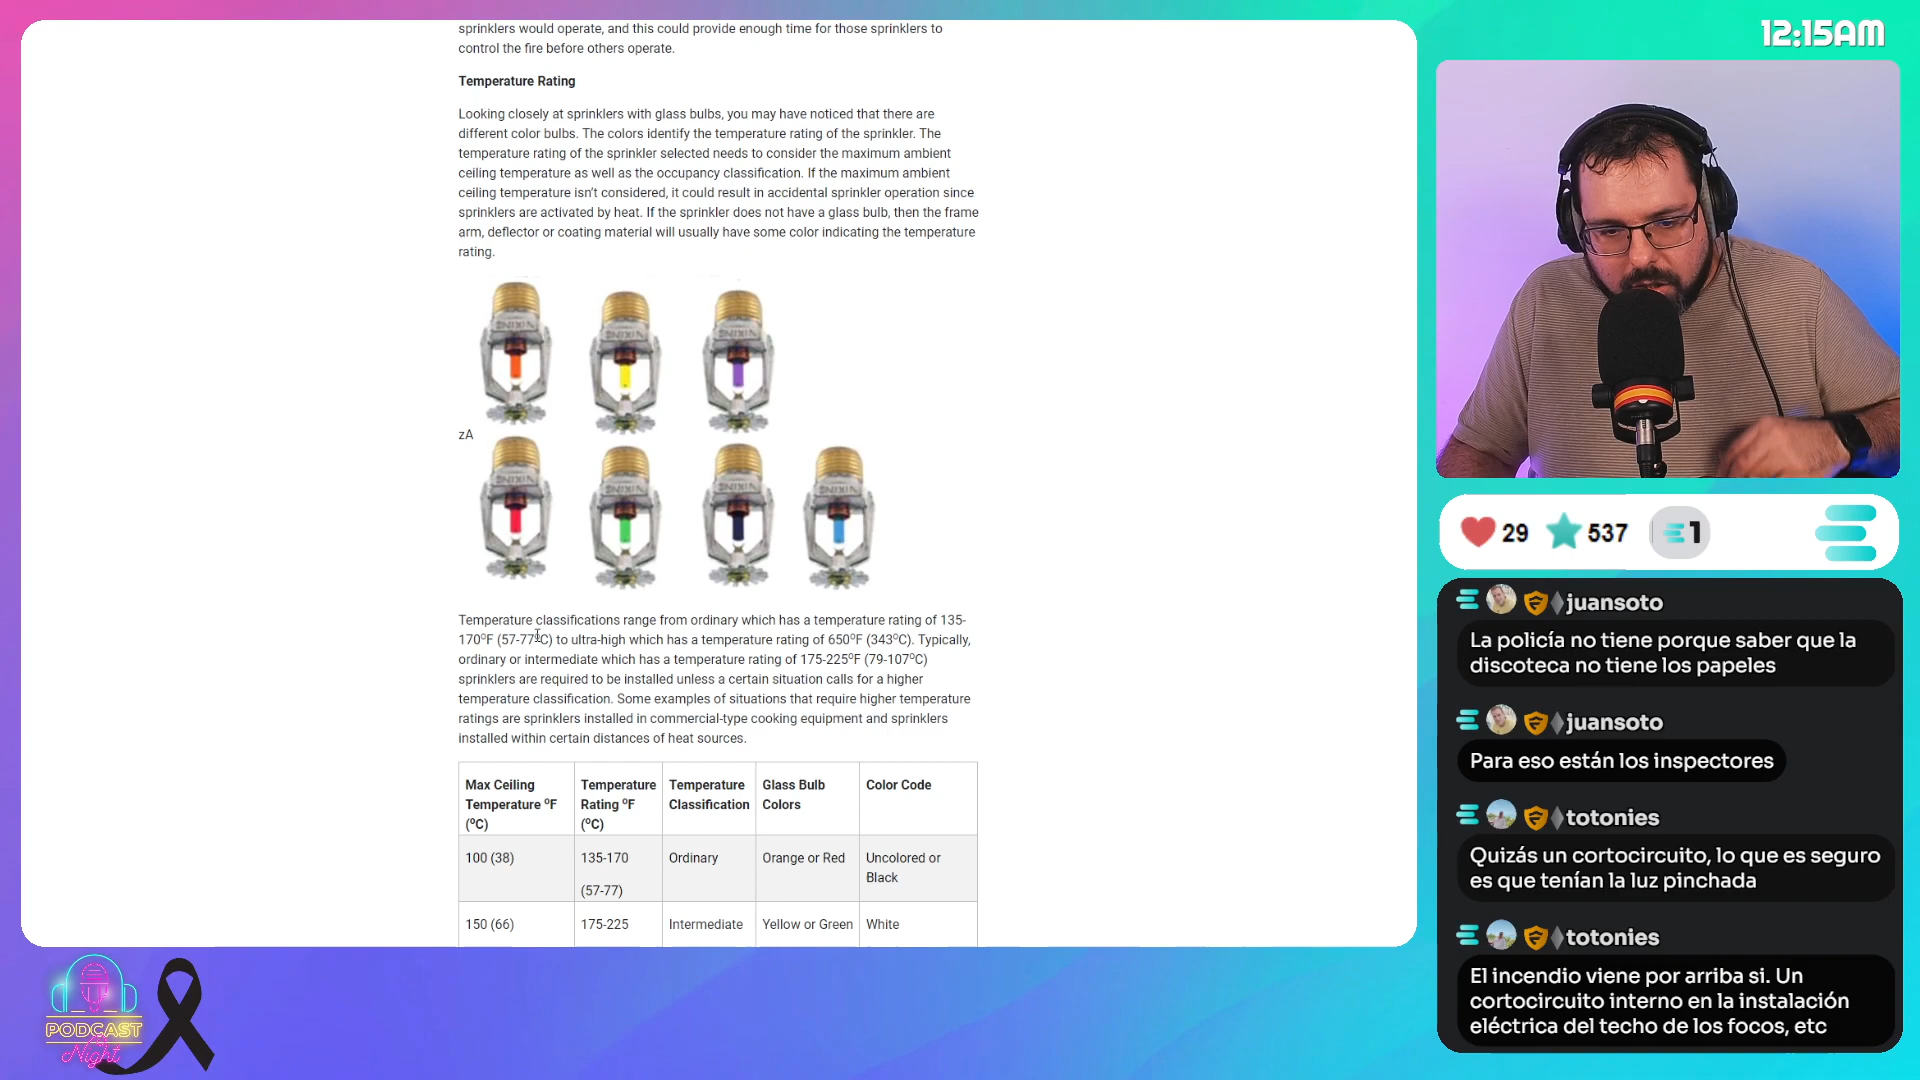 sprinklers would operate, and this could provide enough time for those sprinklers to
control the fire before others operate.
Temperature Rating
Looking closely at sprinklers with glass bulbs, you may have noticed that there are
different color bulbs. The colors identify the temperature rating of the sprinkler. The
temperature rating of the sprinkler selected needs to consider the maximum ambient
ceiling temperature as well as the occupancy classification. If the maximum ambient
ceiling temperature isn't considered, it could result in accidental sprinkler operation since
sprinklers are activated by heat. If the sprinkler does not have a glass bulb, then the frame
arm, deflector or coating material will usually have some color indicating the temperature
rating.
zA
Temperature classifications range from ordinary which has a temperature rating of 135-
170ºF (57-77ºC) to ultra-high which has a temperature rating of 650ºF (343ºC). Typically,
ordinary or intermediate which has a temperature rating of 175-225ºF (79-107ºC)
sprinklers are required to be installed unless a certain situation calls for a higher
temperature classification. Some examples of situations that require higher temperature
ratings are sprinklers installed in commercial-type cooking equipment and sprinklers
installed within certain distances of heat sources.
Max Ceiling Temperature ºF (ºC)
Temperature Rating ºF (ºC)
Temperature Classification
Glass Bulb Colors
Color Code
100 (38)
135-170
(57-77)
Ordinary
Orange or Red
Uncolored or Black
150 (66)
175-225
Intermediate
Yellow or Green
White
12:15AM
29
537
1
juansoto
La policía no tiene porque saber que la
discoteca no tiene los papeles
juansoto
Para eso están los inspectores
totonies
Quizás un cortocircuito, lo que es seguro
es que tenían la luz pinchada
totonies
El incendio viene por arriba si. Un
cortocircuito interno en la instalación
eléctrica del techo de los focos, etc
PODCAST
Night